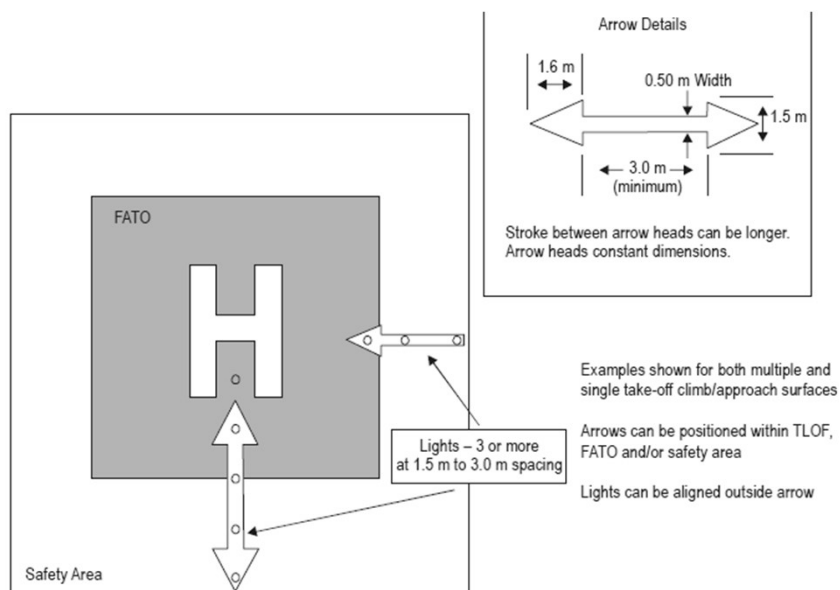 Arrow Details
1.6 m
0.50 m Width
1.5 m
3.0 m
(minimum)
Stroke between arrow heads can be longer.
Arrow heads constant dimensions.
FATO
H
Lights – 3 or more
at 1.5 m to 3.0 m spacing
Examples shown for both multiple and
single take-off climb/approach surfaces
Arrows can be positioned within TLOF,
FATO and/or safety area
Lights can be aligned outside arrow
Safety Area